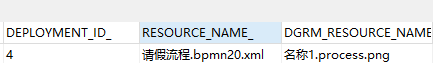 DEPLOYMENT_ID_ RESOURCE_NAME_ DGRM_RESOURCE_NAME
4 请假流程.bpmn20.xml 名称1.process.png